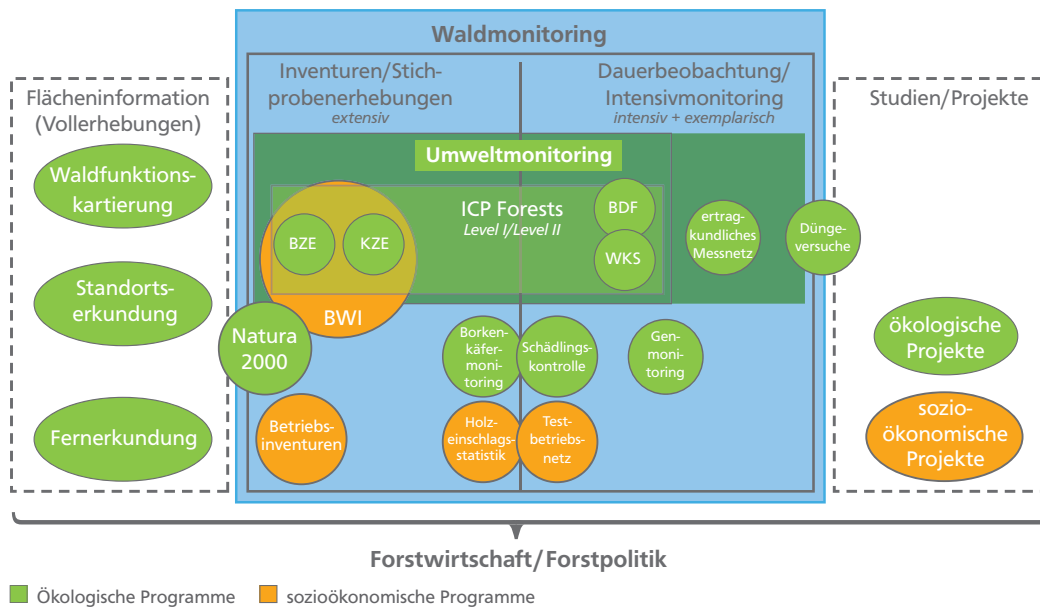 Waldmonitoring
Flächeninformation
(Vollerhebungen)
Waldfunktions-
kartierung
Standorts-
erkundung
Fernerkundung
Inventuren/Stich-
probenerhebungen
extensiv
Dauerbeobachtung/
Intensivmonitoring
intensiv + exemplarisch
Umweltmonitoring
ICP Forests
Level I/Level II
BZE
KZE
BWI
BDF
WKS
ertrag-
kundliches
Messnetz
Dünge-
versuche
Natura
2000
Borken-
käfer-
moni-
toring
Schädlings-
kontrolle
Gen-
moni-
toring
Betriebs-
inventuren
Holz-
einschlags-
statistik
Test-
betriebs-
netz
Studien/Projekte
ökologische
Projekte
sozio-
ökonomische
Projekte
Forstwirtschaft/Forstpolitik
Ökologische Programme
sozioökonomische Programme